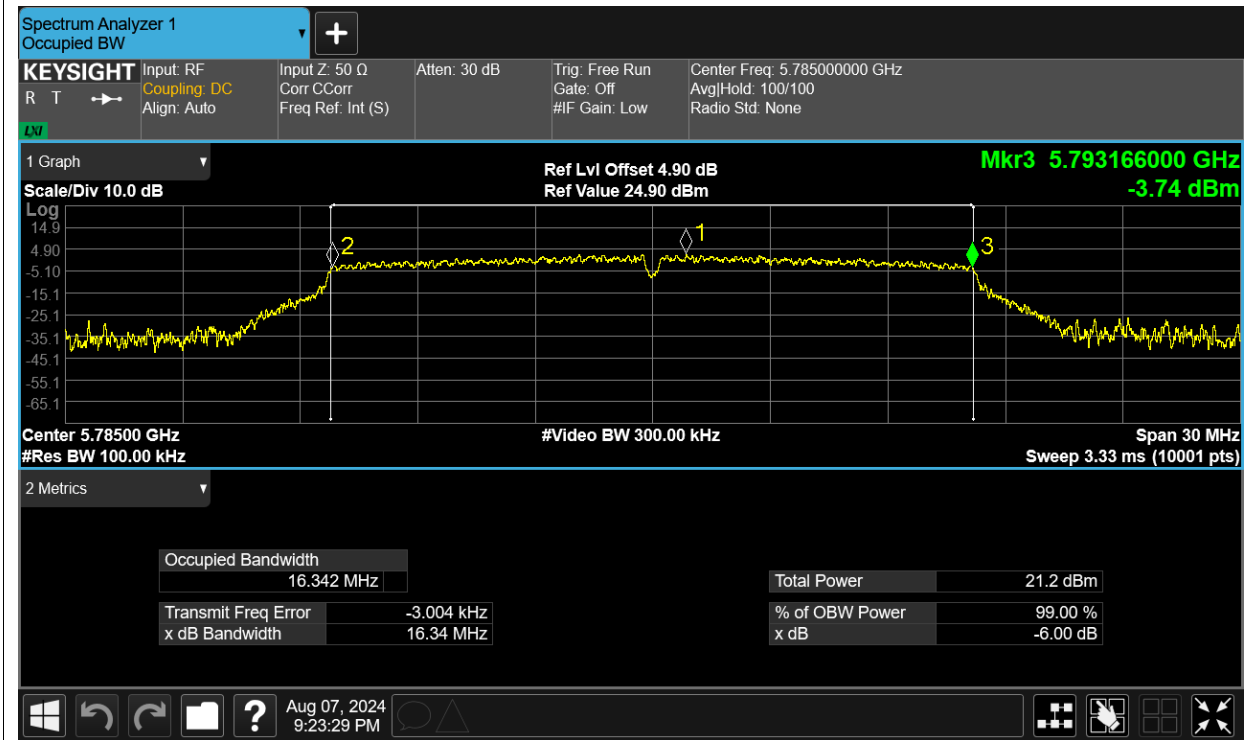 Spectrum Analyzer 1
Occupied BW
+
KEYSIGHT
R T
LXI
Input: RF
Coupling: DC
Align: Auto
Input Z: 50 Ω
Corr CCorr
Freq Ref: Int (S)
Atten: 30 dB
Trig: Free Run
Gate: Off
#IF Gain: Low
Center Freq: 5.785000000 GHz
Avg|Hold: 100/100
Radio Std: None
1 Graph
Scale/Div 10.0 dB
Ref Lvl Offset 4.90 dB
Ref Value 24.90 dBm
Mkr3 5.793166000 GHz
-3.74 dBm
Log
14.9
4.90
-5.10
-15.1
-25.1
-35.1
-45.1
-55.1
-65.1
2
1
3
Center 5.78500 GHz
#Video BW 300.00 kHz
Span 30 MHz
#Res BW 100.00 kHz
Sweep 3.33 ms (10001 pts)
2 Metrics
Occupied Bandwidth
16.342 MHz
Total Power 21.2 dBm
Transmit Freq Error -3.004 kHz
% of OBW Power 99.00 %
x dB Bandwidth 16.34 MHz
x dB -6.00 dB
?
Aug 07, 2024
9:23:29 PM